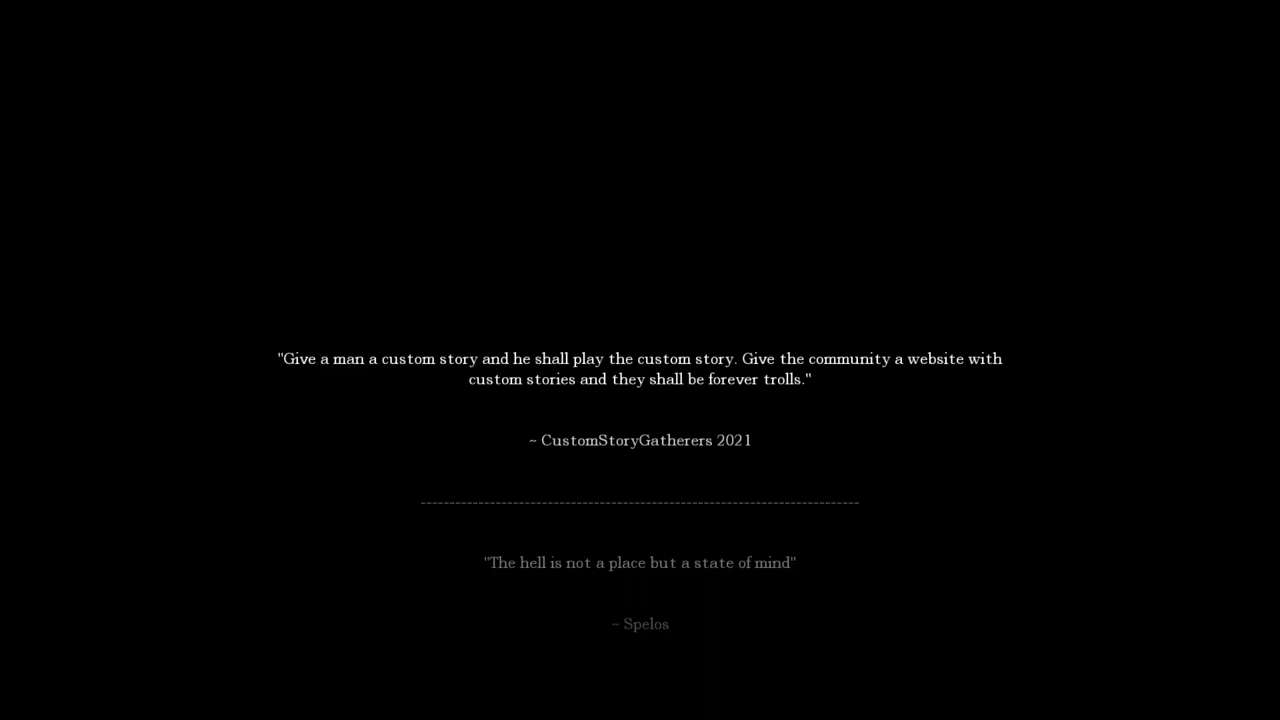 "Give a man a custom story and he shall play the custom story. Give the community a website with
custom stories and they shall be forever trolls."
~ CustomStoryGatherers 2021
----------------------------------------------------------------------------
"The hell is not a place but a state of mind"
~ Spelos